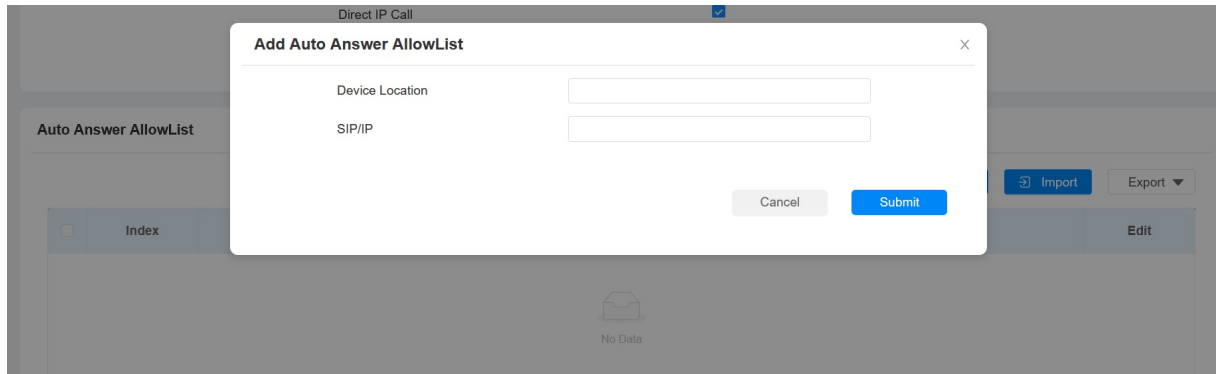 Direct IP Call
Add Auto Answer AllowList
Device Location
SIP/IP
Cancel
Submit
Auto Answer AllowList
Import
Export
Index
Edit
No Data